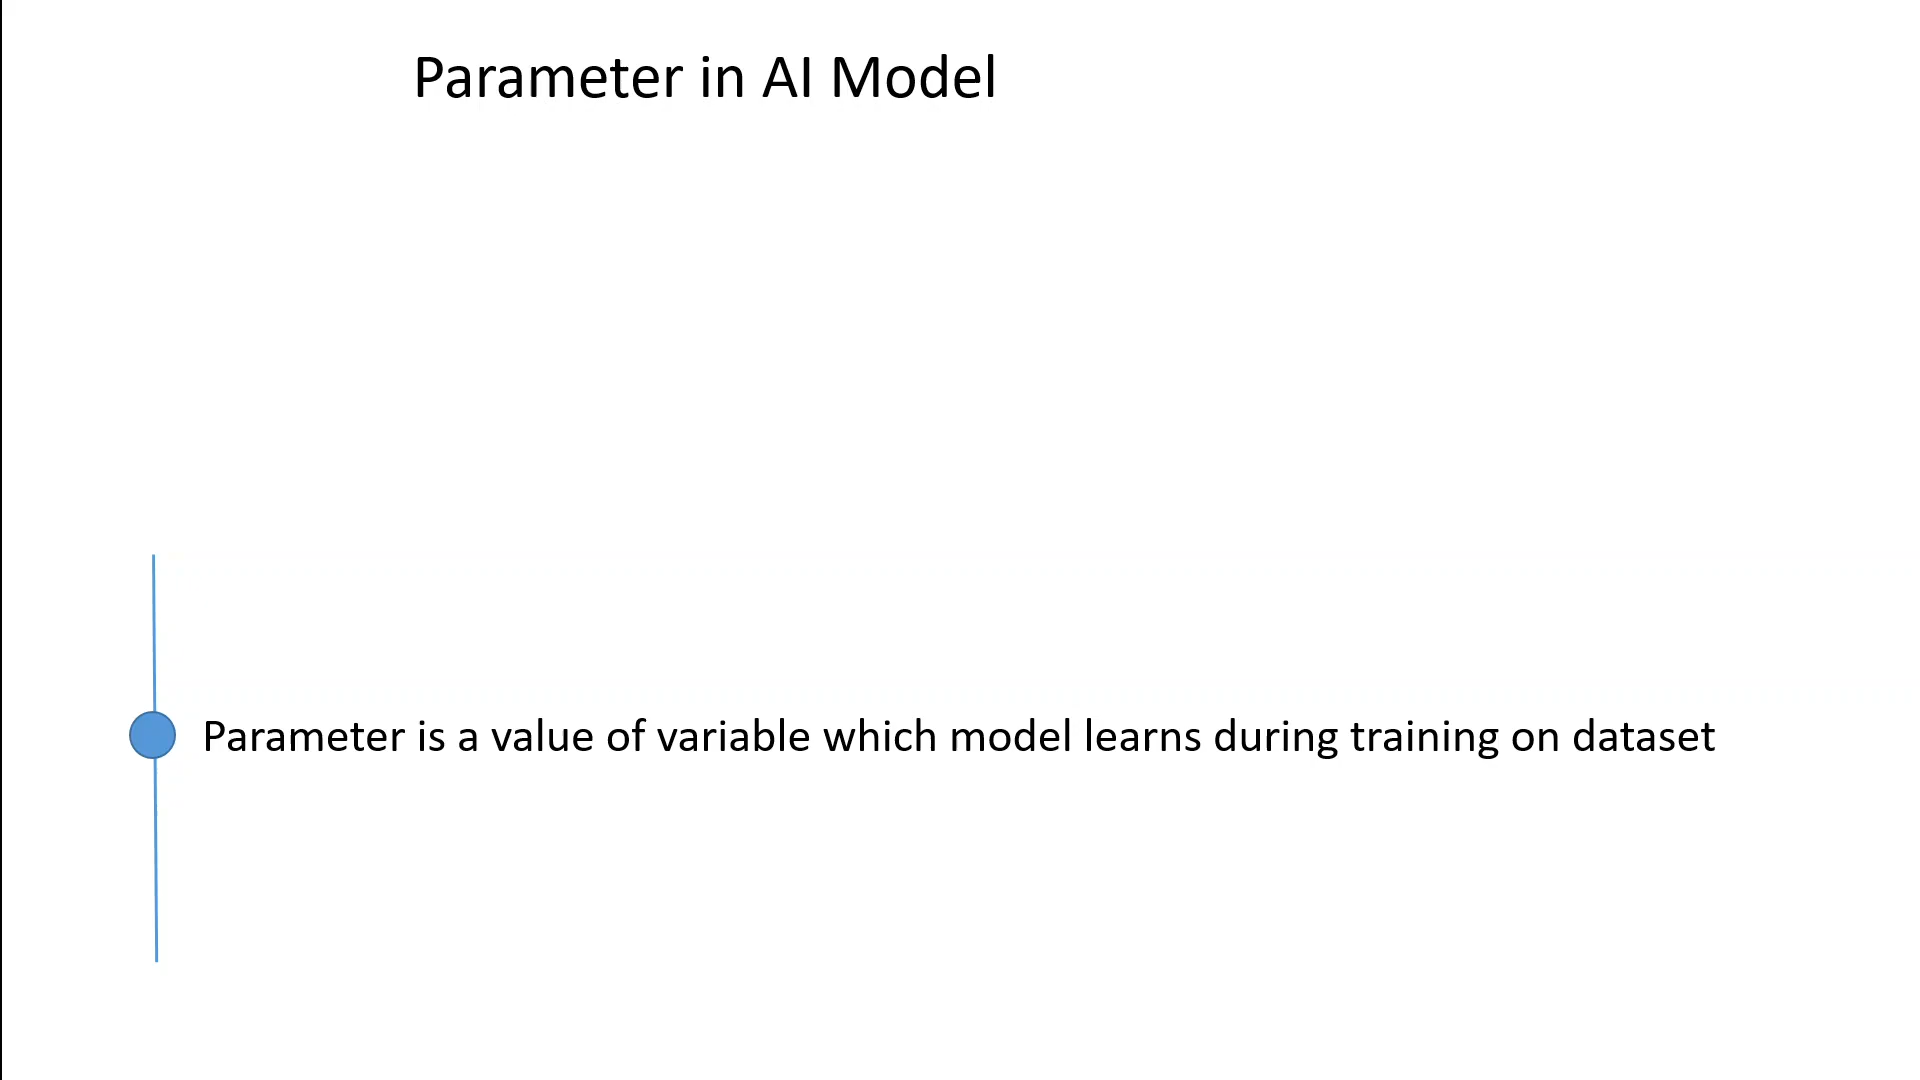 Parameter in AI Model
Parameter is a value of variable which model learns during training on dataset